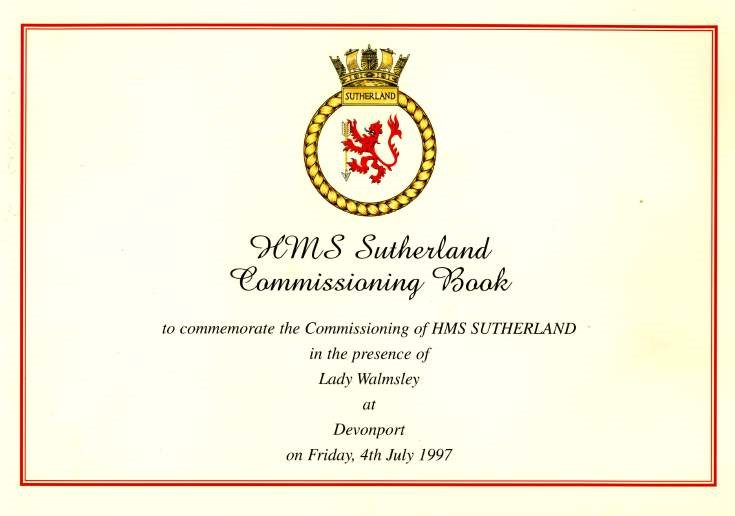 SUTHERLAND
HMS Sutherland
Commissioning Book
to commemorate the Commissioning of HMS SUTHERLAND
in the presence of
Lady Walmsley
at
Devonport
on Friday, 4th July 1997